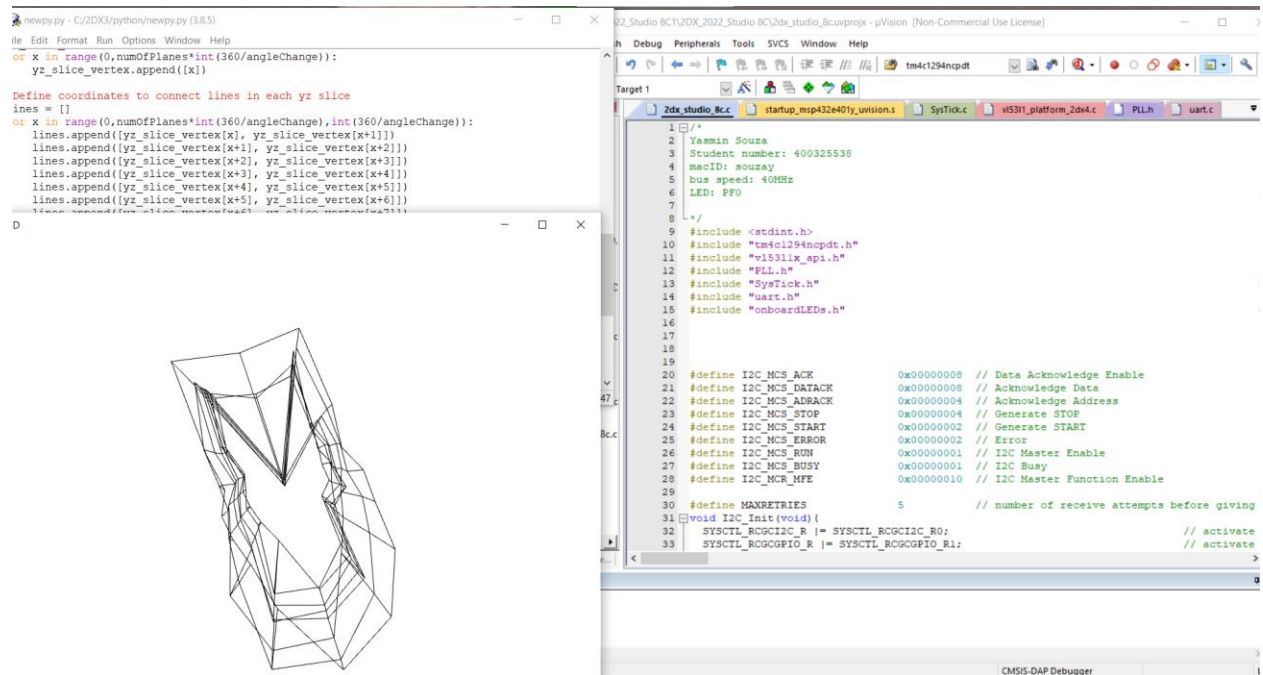 newpy.py - C:/2DX3/python/newpy.py (3.8.5)
ile Edit Format Run Options Window Help
or x in range(0,numOfPlanes*int(360/angleChange)):
yz_slice_vertex.append([x])
Define coordinates to connect lines in each yz slice
ines = []
or x in range(0,numOfPlanes*int(360/angleChange),int(360/angleChange)):
lines.append([yz_slice_vertex[x], yz_slice_vertex[x+1]])
lines.append([yz_slice_vertex[x+1], yz_slice_vertex[x+2]])
lines.append([yz_slice_vertex[x+2], yz_slice_vertex[x+3]])
lines.append([yz_slice_vertex[x+3], yz_slice_vertex[x+4]])
lines.append([yz_slice_vertex[x+4], yz_slice_vertex[x+5]])
lines.append([yz_slice_vertex[x+5], yz_slice_vertex[x+6]])
lines.append([yz_slice_vertex[x+6], yz_slice_vertex[x+7]])
D
47
8c.c
22_Studio 8C1\2DX_2022_Studio 8C\2dx_studio_8c.uvprojx - µVision [Non-Commercial Use License]
h Debug Peripherals Tools SVCS Window Help
tm4c1294ncpdt
Target 1
2dx_studio_8c.c startup_msp432e401y_uvision.s SysTick.c vl53l1_platform_2dx4.c PLL.h uart.c
1 /*
2 Yasmin Souza
3 Student number: 400325538
4 macID: souzay
5 bus speed: 40MHz
6 LED: PF0
7
8 */
9 #include <stdint.h>
10 #include "tm4c1294ncpdt.h"
11 #include "vl53l1x_api.h"
12 #include "PLL.h"
13 #include "SysTick.h"
14 #include "uart.h"
15 #include "onboardLEDs.h"
16
17
18
19
20 #define I2C_MCS_ACK 0x00000008 // Data Acknowledge Enable
21 #define I2C_MCS_DATACK 0x00000008 // Acknowledge Data
22 #define I2C_MCS_ADRACK 0x00000004 // Acknowledge Address
23 #define I2C_MCS_STOP 0x00000004 // Generate STOP
24 #define I2C_MCS_START 0x00000002 // Generate START
25 #define I2C_MCS_ERROR 0x00000002 // Error
26 #define I2C_MCS_RUN 0x00000001 // I2C Master Enable
27 #define I2C_MCS_BUSY 0x00000001 // I2C Busy
28 #define I2C_MCR_MFE 0x00000010 // I2C Master Function Enable
29
30 #define MAXRETRIES 5 // number of receive attempts before giving
31 void I2C_Init(void){
32 SYSCTL_RCGCI2C_R |= SYSCTL_RCGCI2C_R0; // activate
33 SYSCTL_RCGCGPIO_R |= SYSCTL_RCGCGPIO_R1; // activate
CMSIS-DAP Debugger